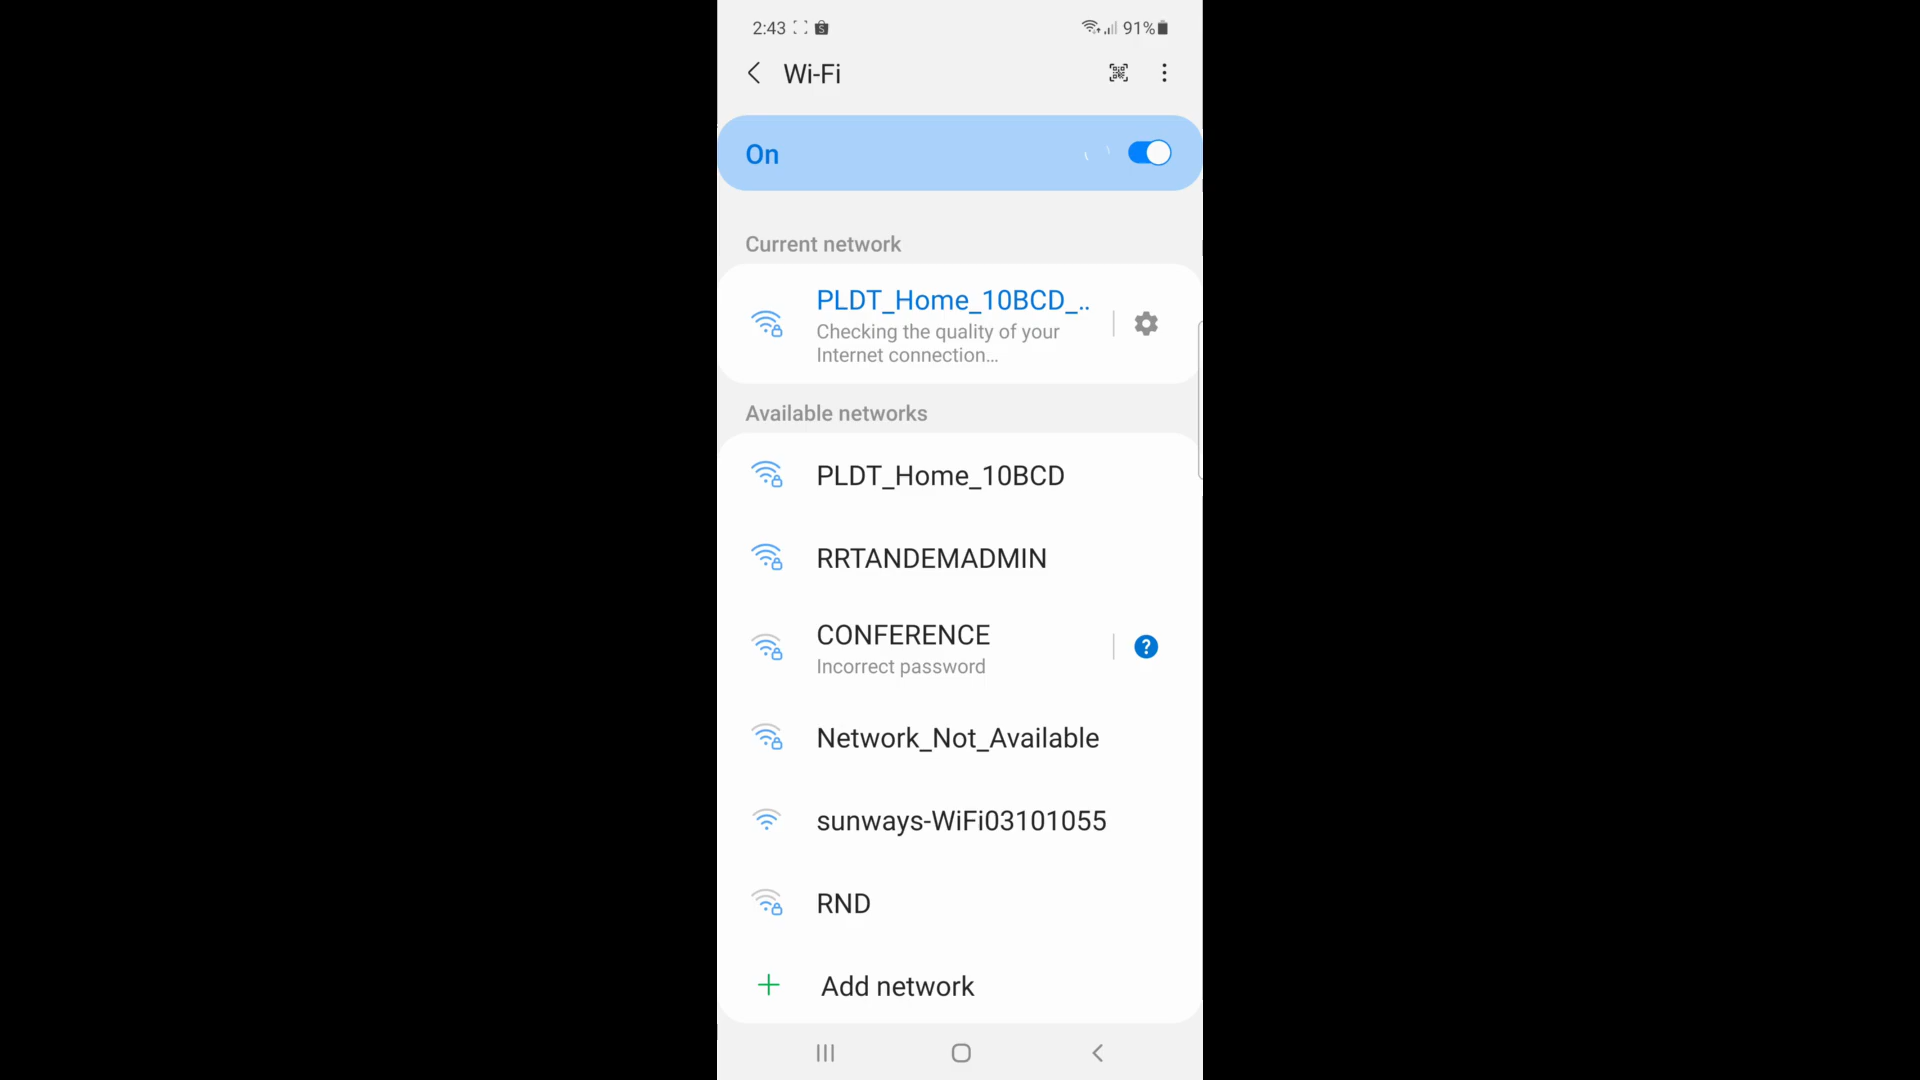 2:43 91%
Wi-Fi
On
Current network
PLDT_Home_10BCD_..
Checking the quality of your
Internet connection...
Available networks
PLDT_Home_10BCD
RRTANDEMADMIN
CONFERENCE
Incorrect password
?
Network_Not_Available
sunways-WiFi03101055
RND
Add network